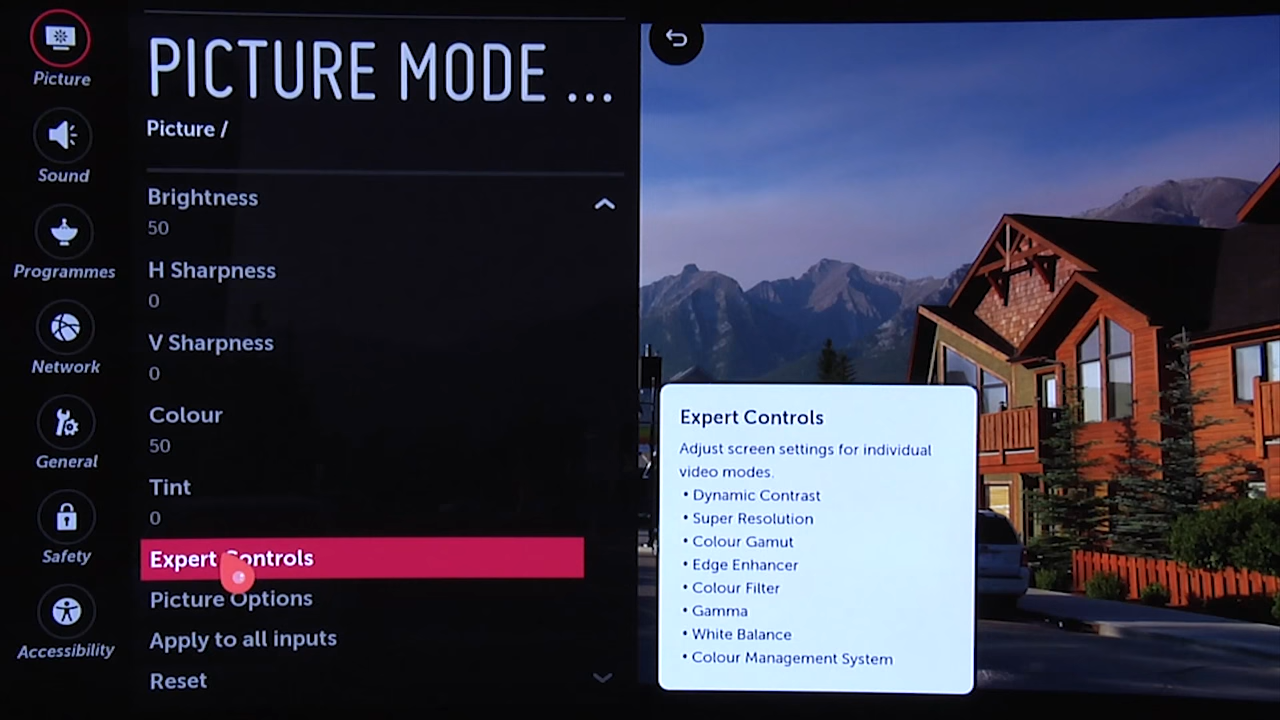 Picture
Sound
Programmes
Network
General
Safety
Accessibility
PICTURE MODE ...
Picture /
Brightness
50
H Sharpness
0
V Sharpness
0
Colour
50
Tint
0
Expert Controls
Picture Options
Apply to all inputs
Reset
Expert Controls
Adjust screen settings for individual
video modes.
• Dynamic Contrast
• Super Resolution
• Colour Gamut
• Edge Enhancer
• Colour Filter
• Gamma
• White Balance
• Colour Management System